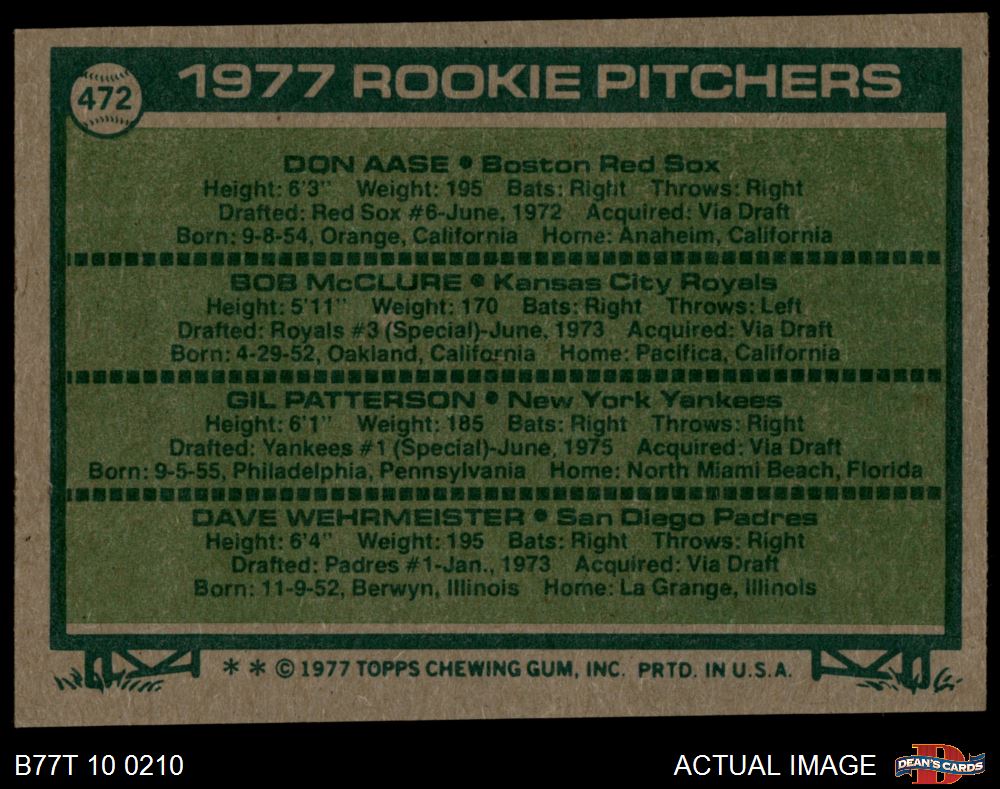 472
1977 ROOKIE PITCHERS
DON AASE • Boston Red Sox
Height: 6'3" Weight: 195 Bats: Right Throws: Right
Drafted: Red Sox #6-June, 1972 Acquired: Via Draft
Born: 9-8-54, Orange, California Home: Anaheim, California
BOB McCLURE • Kansas City Royals
Height: 5'11" Weight: 170 Bats: Right Throws: Left
Drafted: Royals #3 (Special)-June, 1973 Acquired: Via Draft
Born: 4-29-52, Oakland, California Home: Pacifica, California
GIL PATTERSON • New York Yankees
Height: 6'1" Weight: 185 Bats: Right Throws: Right
Drafted: Yankees #1 (Special)-June, 1975 Acquired: Via Draft
Born: 9-5-55, Philadelphia, Pennsylvania Home: North Miami Beach, Florida
DAVE WEHRMEISTER • San Diego Padres
Height: 6'4" Weight: 195 Bats: Right Throws: Right
Drafted: Padres #1-Jan., 1973 Acquired: Via Draft
Born: 11-9-52, Berwyn, Illinois Home: La Grange, Illinois
* * © 1977 TOPPS CHEWING GUM, INC. PRTD. IN U.S.A.
B77T 10 0210
ACTUAL IMAGE
D
DEAN'S CARDS